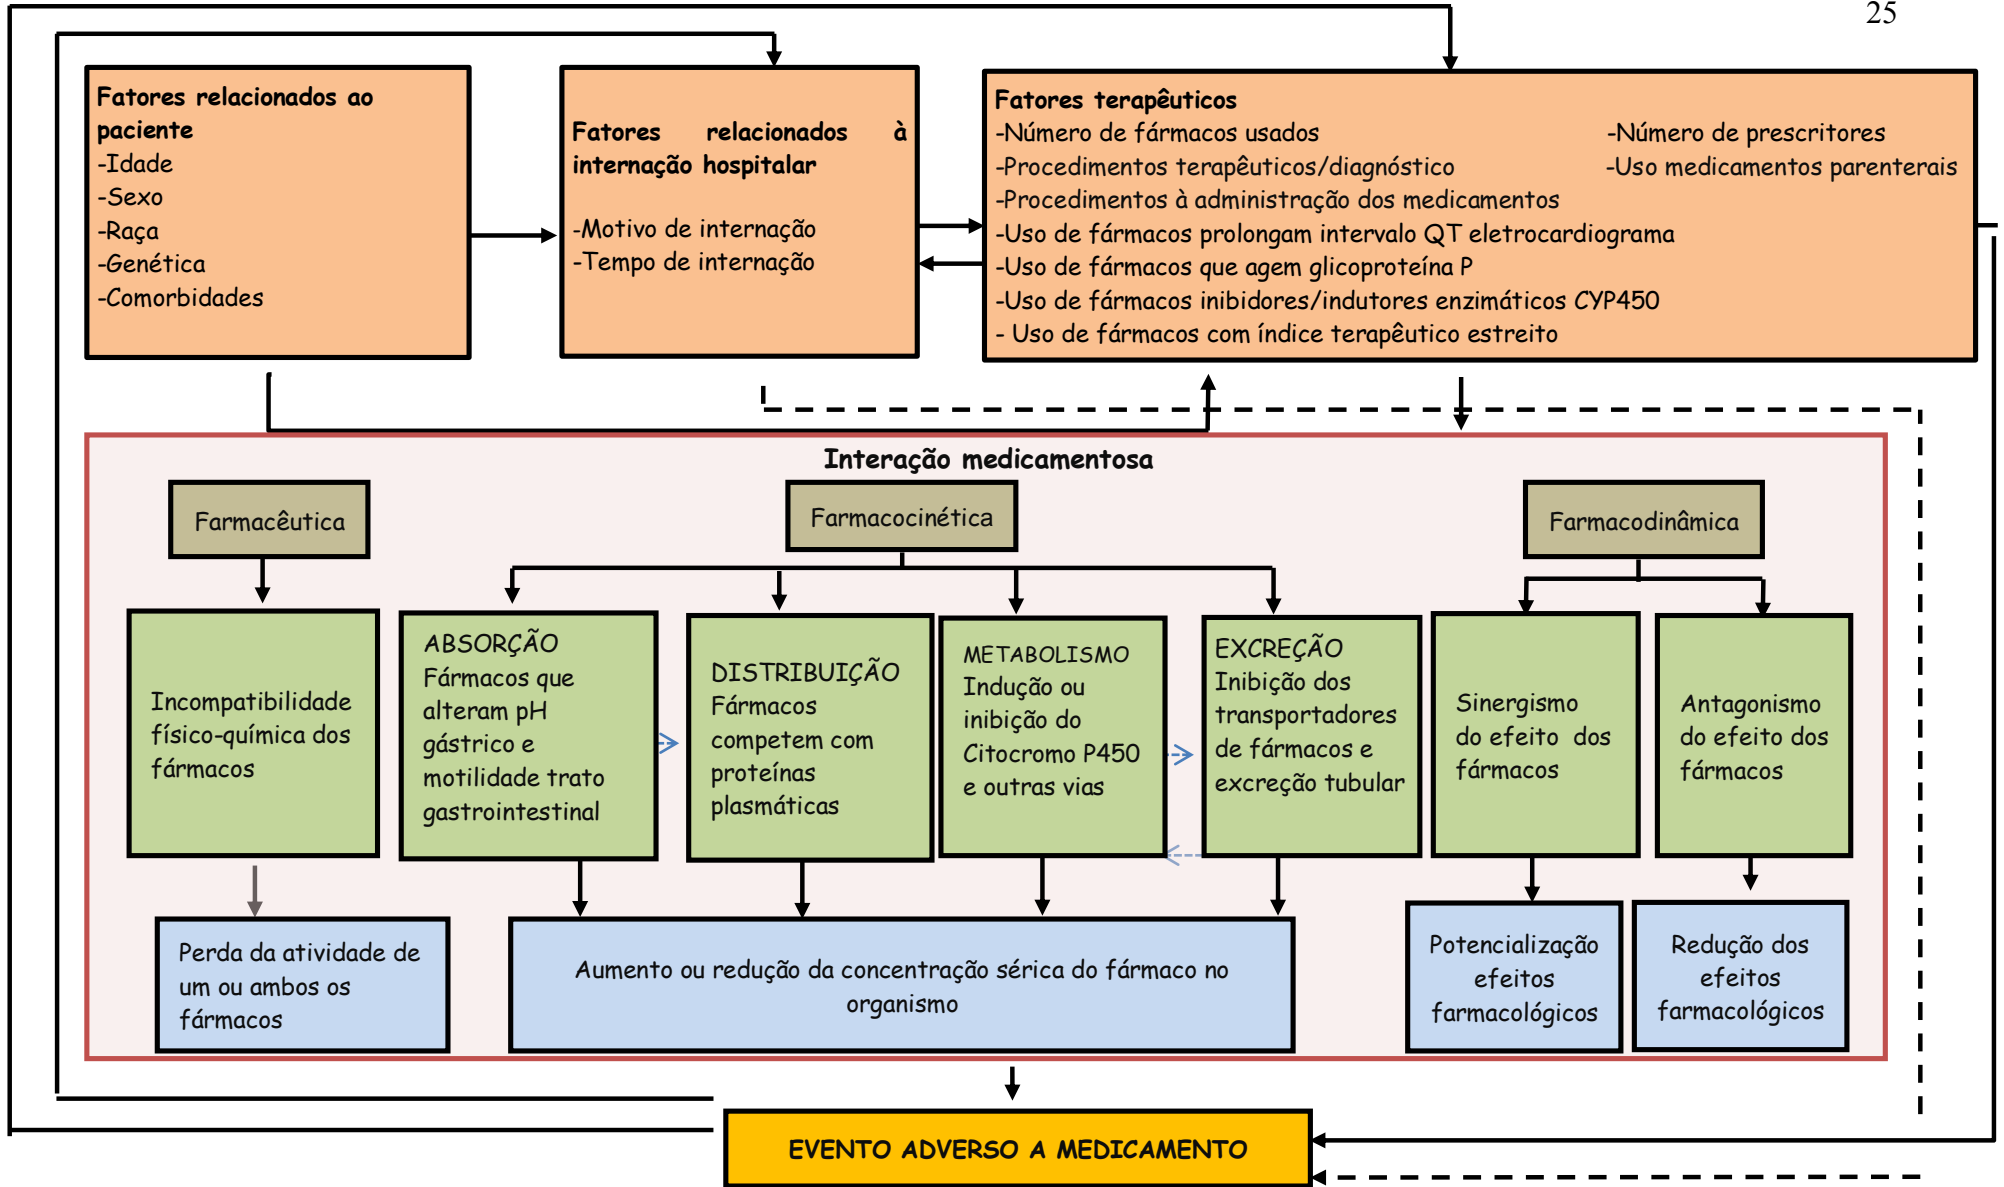 25
Fatores relacionados ao
paciente
-Idade
-Sexo
-Raça
-Genética
-Comorbidades
Fatores relacionados à
internação hospitalar
-Motivo de internação
-Tempo de internação
Fatores terapêuticos
-Número de fármacos usados
-Número de prescritores
-Procedimentos terapêuticos/diagnóstico
-Uso medicamentos parenterais
-Procedimentos à administração dos medicamentos
-Uso de fármacos prolongam intervalo QT eletrocardiograma
-Uso de fármacos que agem glicoproteína P
-Uso de fármacos inibidores/indutores enzimáticos CYP450
- Uso de fármacos com índice terapêutico estreito
Interação medicamentosa
Farmacêutica
Farmacocinética
Farmacodinâmica
Incompatibilidade
físico-química dos
fármacos
ABSORÇÃO
Fármacos que
alteram pH
gástrico e
motilidade trato
gastrointestinal
DISTRIBUIÇÃO
Fármacos
competem com
proteínas
plasmáticas
METABOLISMO
Indução ou
inibição do
Citocromo P450
e outras vias
EXCREÇÃO
Inibição dos
transportadores
de fármacos e
excreção tubular
Sinergismo
do efeito dos
fármacos
Antagonismo
do efeito dos
fármacos
Perda da atividade de
um ou ambos os
fármacos
Aumento ou redução da concentração sérica do fármaco no
organismo
Potencialização
efeitos
farmacológicos
Redução dos
efeitos
farmacológicos
EVENTO ADVERSO A MEDICAMENTO